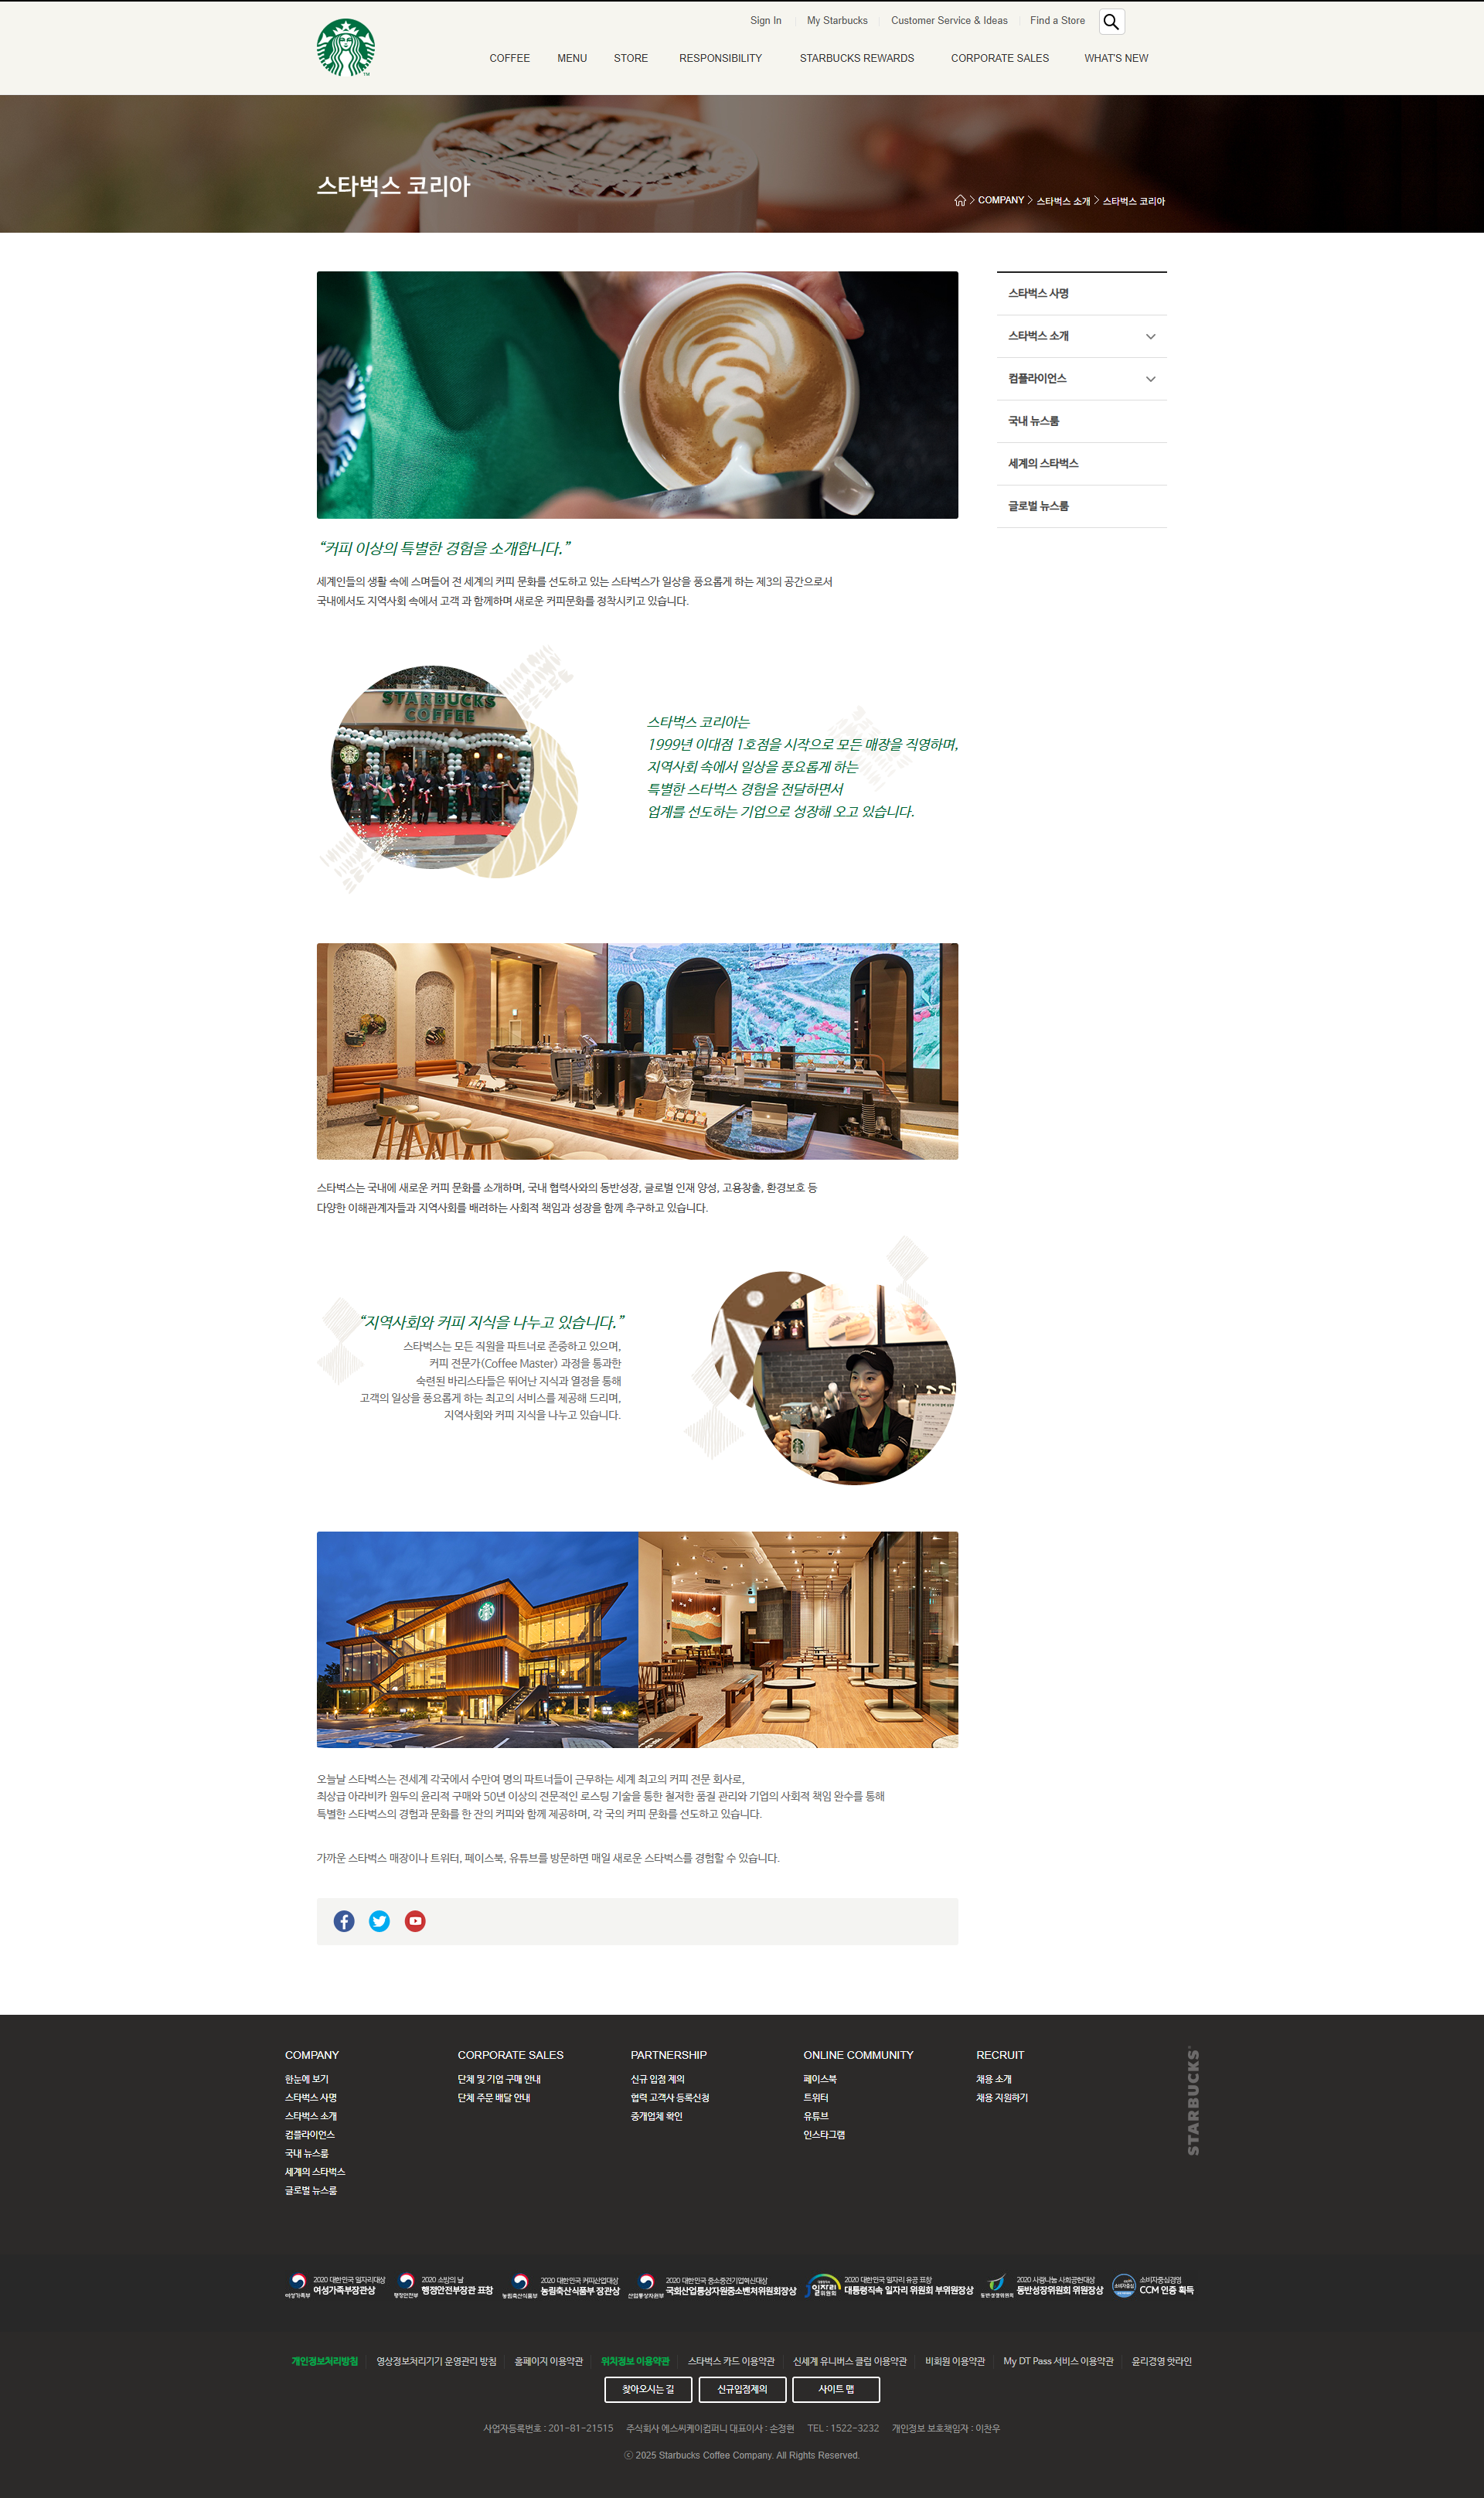 Sign In
My Starbucks
Customer Service & Ideas
Find a Store
COFFEE
MENU
STORE
RESPONSIBILITY
STARBUCKS REWARDS
CORPORATE SALES
WHAT'S NEW
스타벅스 코리아
COMPANY
스타벅스 소개
스타벅스 코리아
스타벅스 사명
스타벅스 소개
컴플라이언스
국내 뉴스룸
세계의 스타벅스
글로벌 뉴스룸
“커피 이상의 특별한 경험을 소개합니다.”
세계인들의 생활 속에 스며들어 전 세계의 커피 문화를 선도하고 있는 스타벅스가 일상을 풍요롭게 하는 제3의 공간으로서
국내에서도 지역사회 속에서 고객 과 함께하며 새로운 커피문화를 정착시키고 있습니다.
STARBUCKS
COFFEE
스타벅스 코리아는
1999년 이대점 1호점을 시작으로 모든 매장을 직영하며,
지역사회 속에서 일상을 풍요롭게 하는
특별한 스타벅스 경험을 전달하면서
업계를 선도하는 기업으로 성장해 오고 있습니다.
스타벅스는 국내에 새로운 커피 문화를 소개하며, 국내 협력사와의 동반성장, 글로벌 인재 양성, 고용창출, 환경보호 등
다양한 이해관계자들과 지역사회를 배려하는 사회적 책임과 성장을 함께 추구하고 있습니다.
“지역사회와 커피 지식을 나누고 있습니다.”
스타벅스는 모든 직원을 파트너로 존중하고 있으며,
커피 전문가(Coffee Master) 과정을 통과한
숙련된 바리스타들은 뛰어난 지식과 열정을 통해
고객의 일상을 풍요롭게 하는 최고의 서비스를 제공해 드리며,
지역사회와 커피 지식을 나누고 있습니다.
오늘날 스타벅스는 전세계 각국에서 수만여 명의 파트너들이 근무하는 세계 최고의 커피 전문 회사로,
최상급 아라비카 원두의 윤리적 구매와 50년 이상의 전문적인 로스팅 기술을 통한 철저한 품질 관리와 기업의 사회적 책임 완수를 통해
특별한 스타벅스의 경험과 문화를 한 잔의 커피와 함께 제공하며, 각 국의 커피 문화를 선도하고 있습니다.
가까운 스타벅스 매장이나 트위터, 페이스북, 유튜브를 방문하면 매일 새로운 스타벅스를 경험할 수 있습니다.
COMPANY
한눈에 보기
스타벅스 사명
스타벅스 소개
컴플라이언스
국내 뉴스룸
세계의 스타벅스
글로벌 뉴스룸
CORPORATE SALES
단체 및 기업 구매 안내
단체 주문 배달 안내
PARTNERSHIP
신규 입점 제의
협력 고객사 등록신청
중개업체 확인
ONLINE COMMUNITY
페이스북
트위터
유튜브
인스타그램
RECRUIT
채용 소개
채용 지원하기
STARBUCKS
여성가족부
2020 대한민국 일자리대상
여성가족부장관상
행정안전부
2020 소방의 날
행정안전부장관 표창
농림축산식품부
2020 대한민국 커피산업대상
농림축산식품부 장관상
산업통상자원부
2020 대한민국 중소중견기업혁신대상
국회산업통상자원중소벤처위원회장상
일자리
위원회
2020 대한민국 일자리 유공 표창
대통령직속 일자리 위원회 부위원장상
동반성장위원회
2020 사랑나눔 사회공헌대상
동반성장위원회 위원장상
소비자중심
소비자중심경영
CCM 인증 획득
개인정보처리방침
영상정보처리기기 운영관리 방침
홈페이지 이용약관
위치정보 이용약관
스타벅스 카드 이용약관
신세계 유니버스 클럽 이용약관
비회원 이용약관
My DT Pass 서비스 이용약관
윤리경영 핫라인
찾아오시는 길
신규입점제의
사이트 맵
사업자등록번호 : 201-81-21515
주식회사 에스씨케이컴퍼니 대표이사 : 손정현
TEL : 1522-3232
개인정보 보호책임자 : 이찬우
ⓒ 2025 Starbucks Coffee Company. All Rights Reserved.